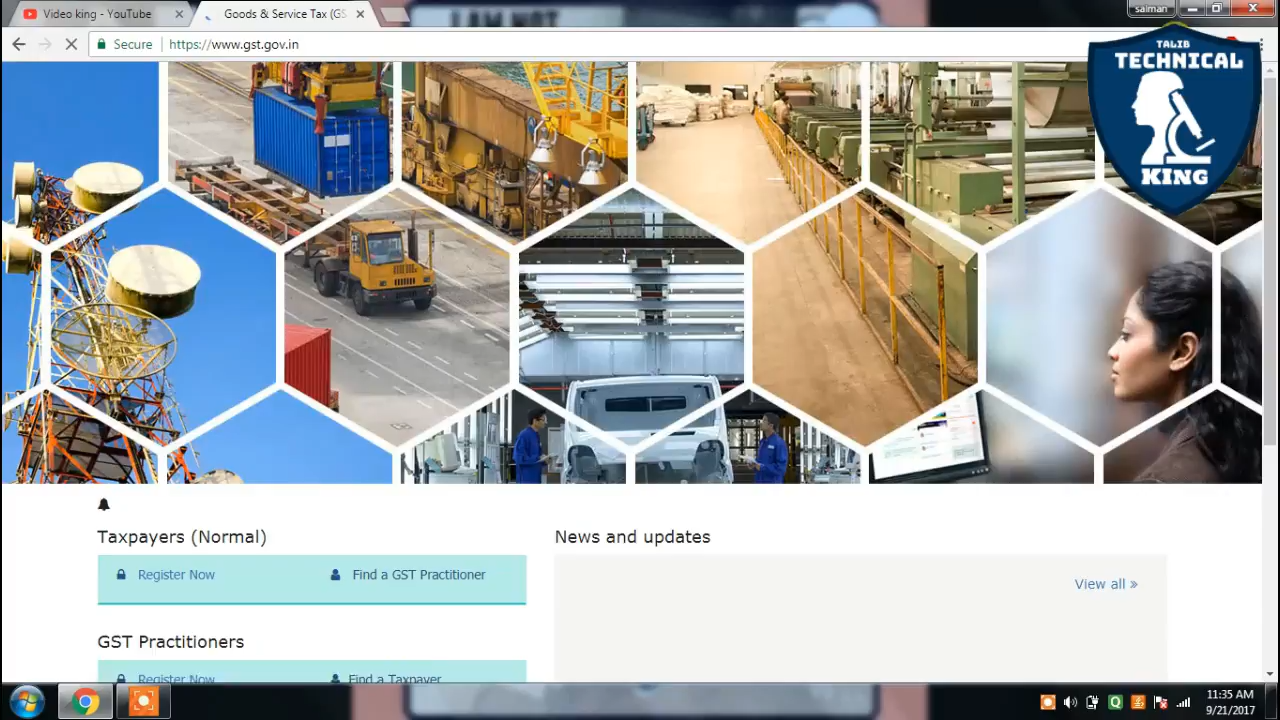 Video king - YouTube
Goods & Service Tax (GS
salman
Secure
https://www.gst.gov.in
TALIB
TECHNICAL
KING
Taxpayers (Normal)
News and updates
Register Now
Find a GST Practitioner
View all »
GST Practitioners
Register Now
Find a Taxpayer
11:35 AM
9/21/2017